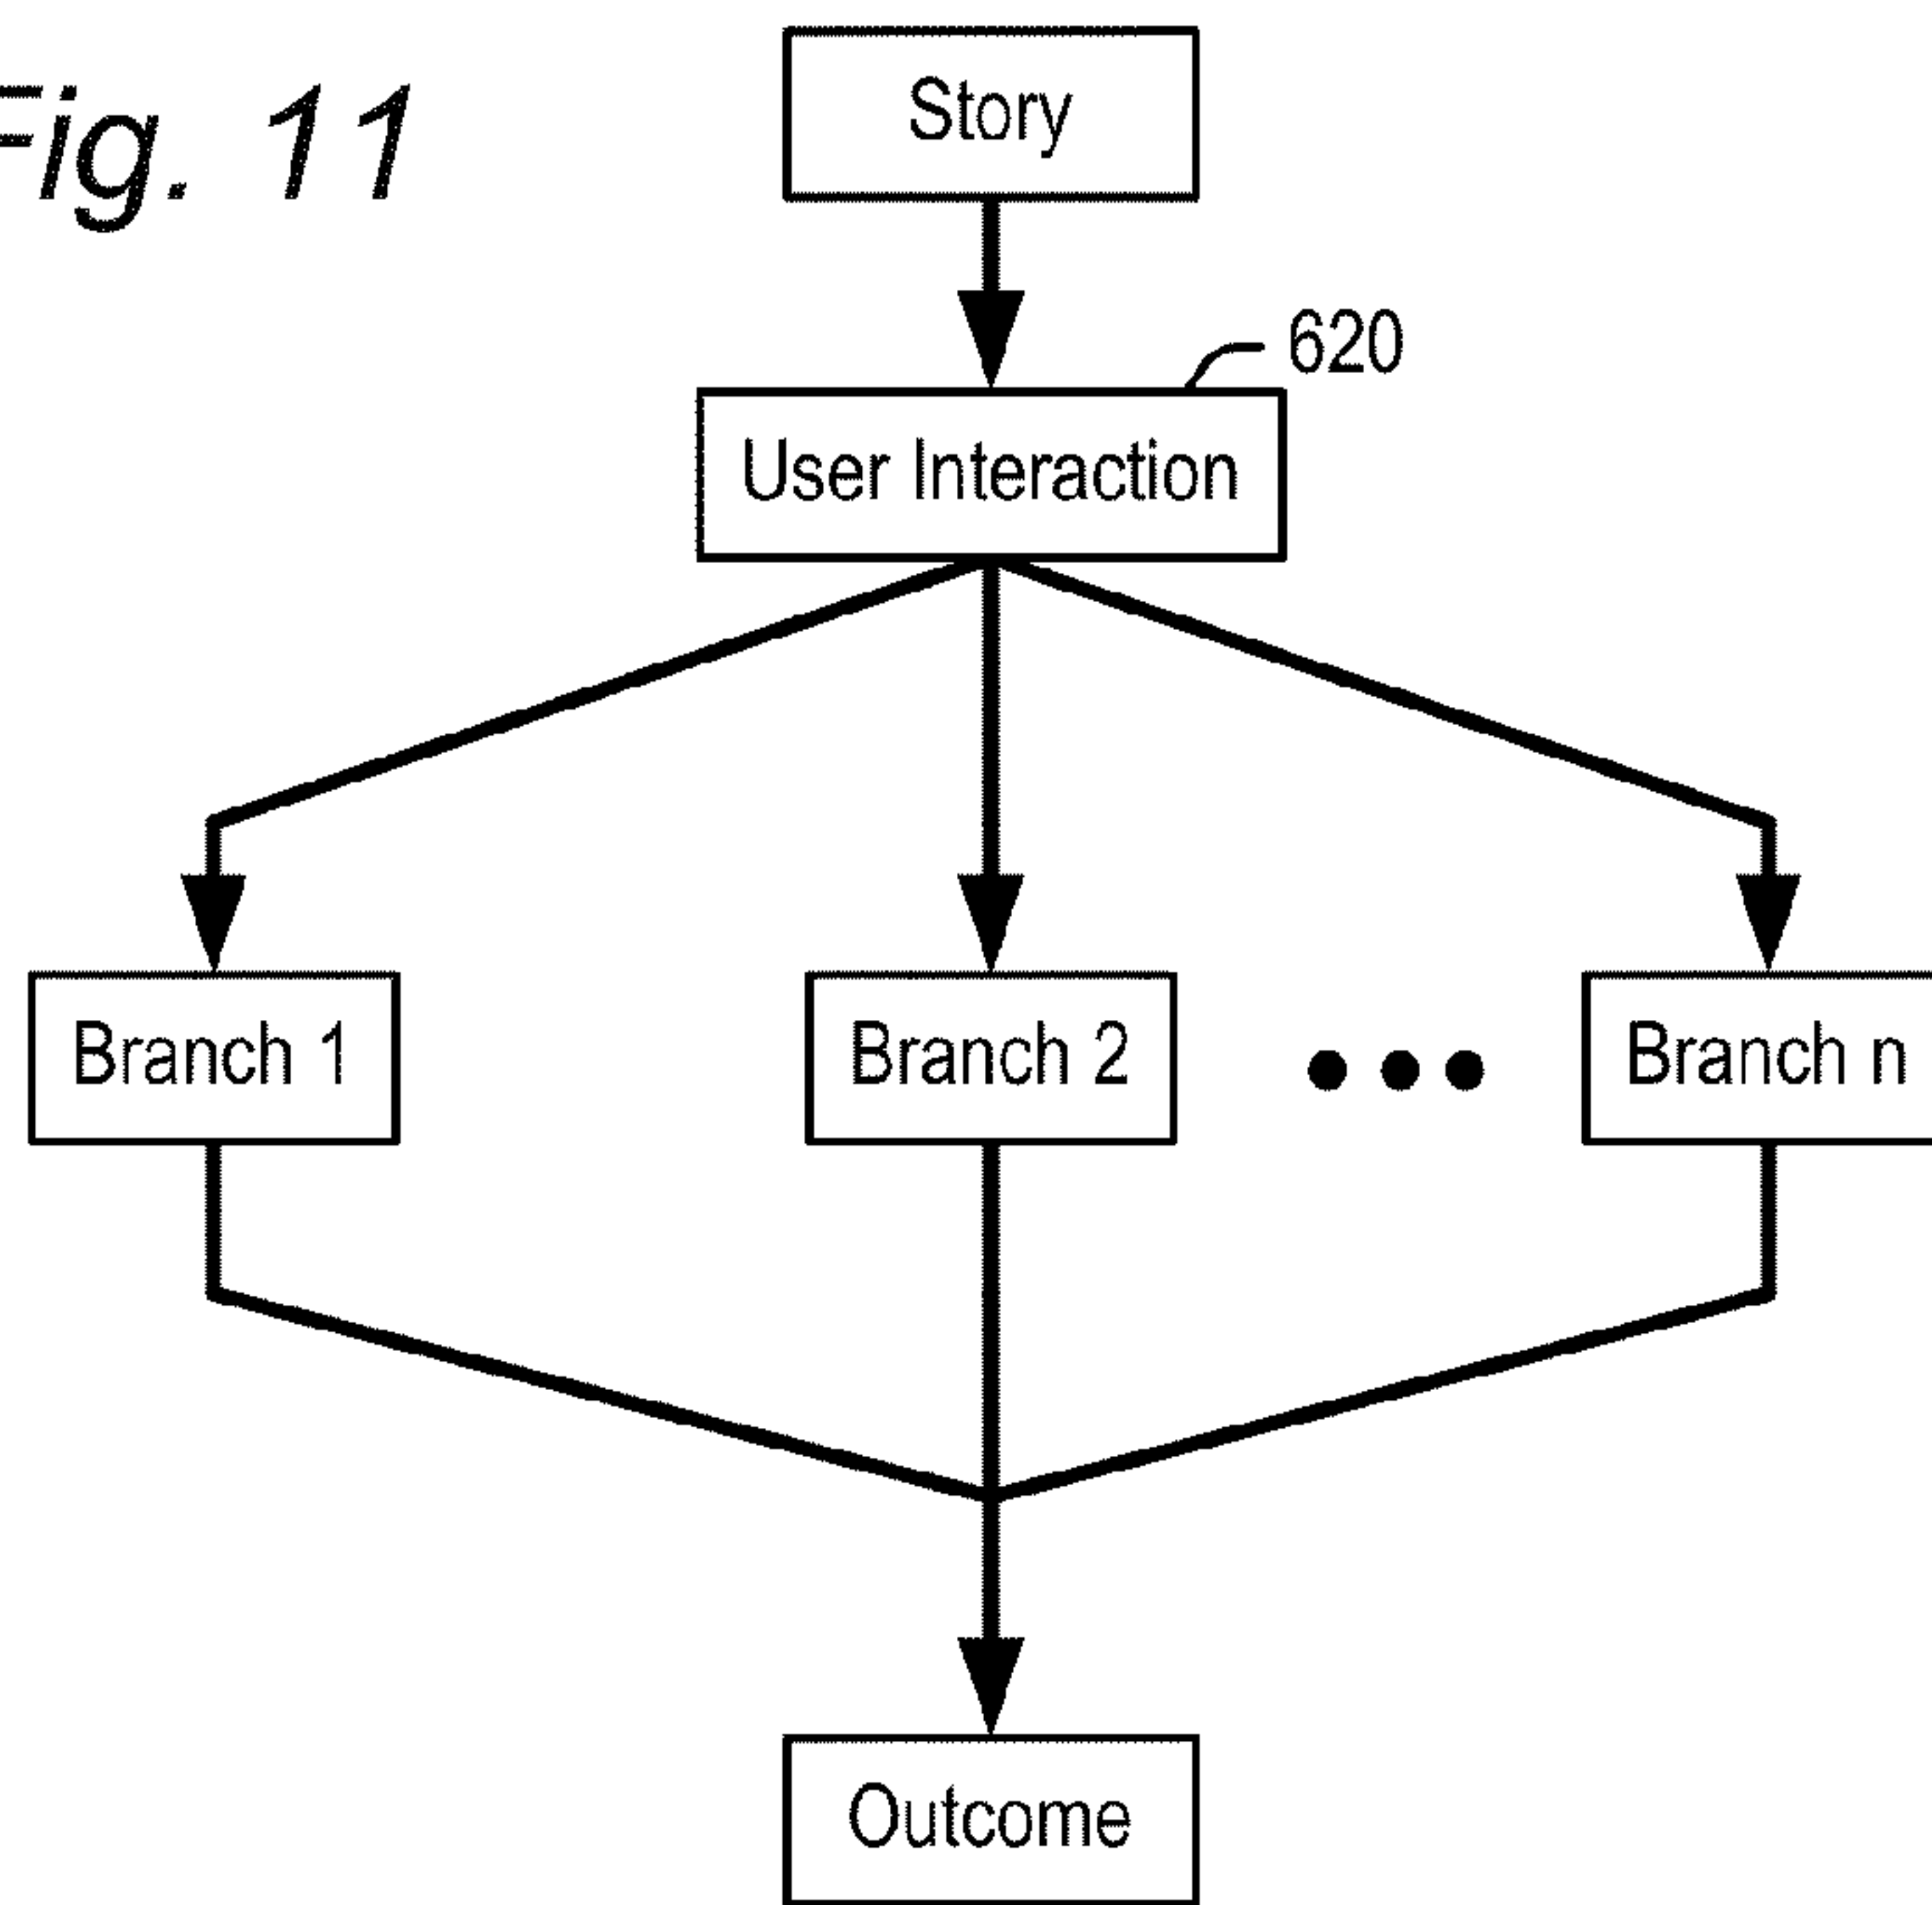 Fig. 11
Story
620
User Interaction
Branch 1
Branch 2
Branch n
Outcome